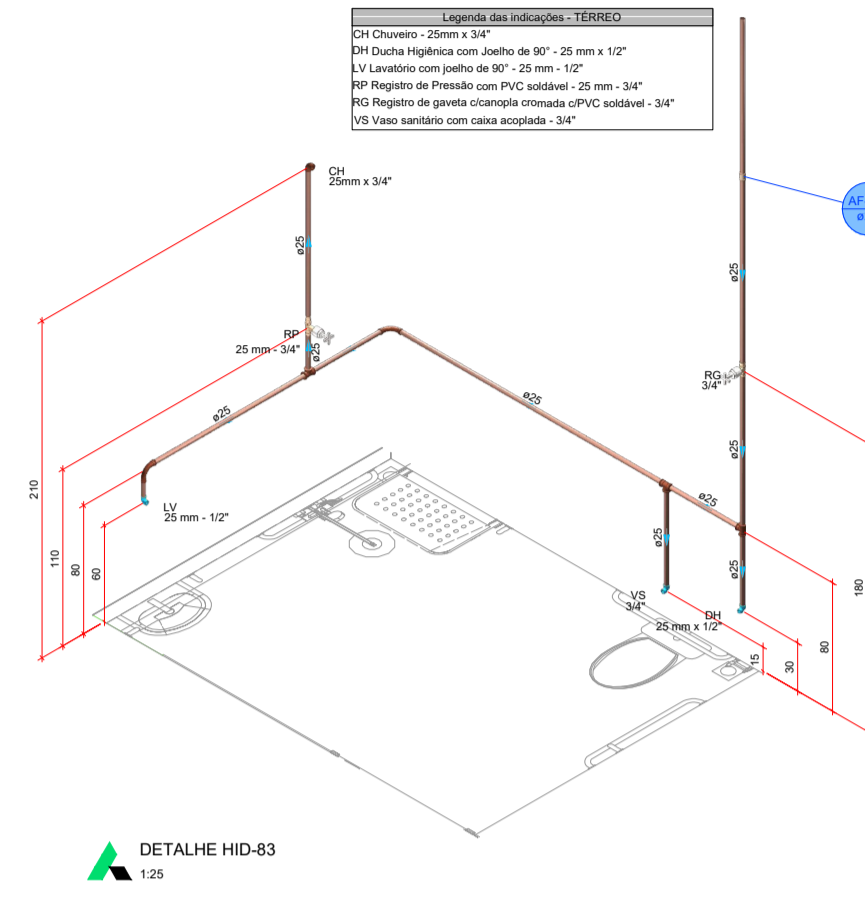 Legenda das indicações - TÉRREO
CH Chuveiro - 25mm x 3/4"
DH Ducha Higiênica com Joelho de 90° - 25 mm x 1/2"
LV Lavatório com joelho de 90° - 25 mm - 1/2"
RP Registro de Pressão com PVC soldável - 25 mm - 3/4"
RG Registro de gaveta c/canopla cromada c/PVC soldável - 3/4"
VS Vaso sanitário com caixa acoplada - 3/4"
CH
25mm x 3/4"
AF
ø
ø25
ø25
RP
25 mm - 3/4"
ø25
RG
3/4"
ø25
ø25
ø25
ø25
LV
25 mm - 1/2"
ø25
ø25
VS
3/4"
DH
25 mm x 1/2"
210
110
80
60
15
30
80
180
DETALHE HID-83
1:25